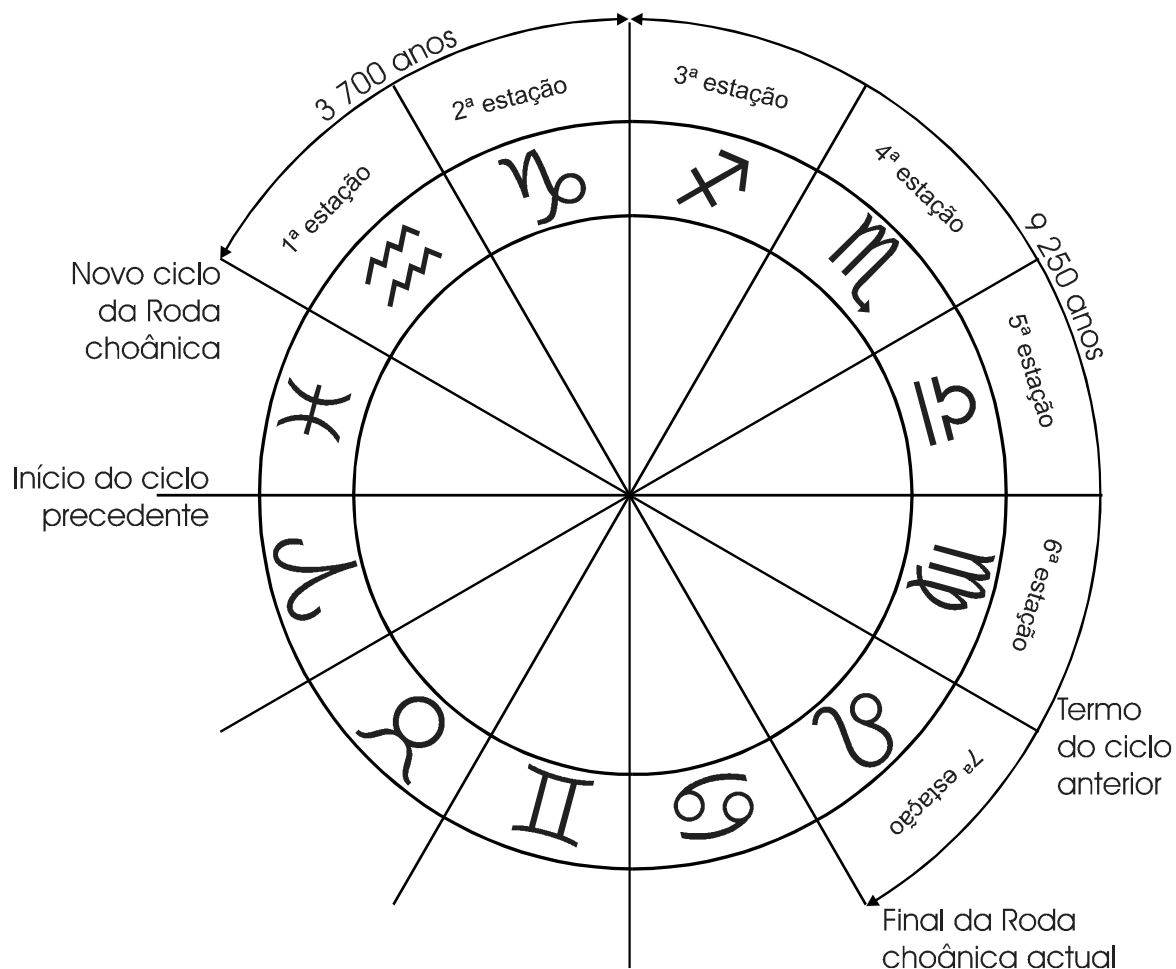 3 700 anos
1ª estação
2ª estação
3ª estação
4ª estação
9 250 anos
5ª estação
6ª estação
7ª estação
Novo ciclo
da Roda
choânica
Início do ciclo
precedente
Termo
do ciclo
anterior
Final da Roda
choânica actual